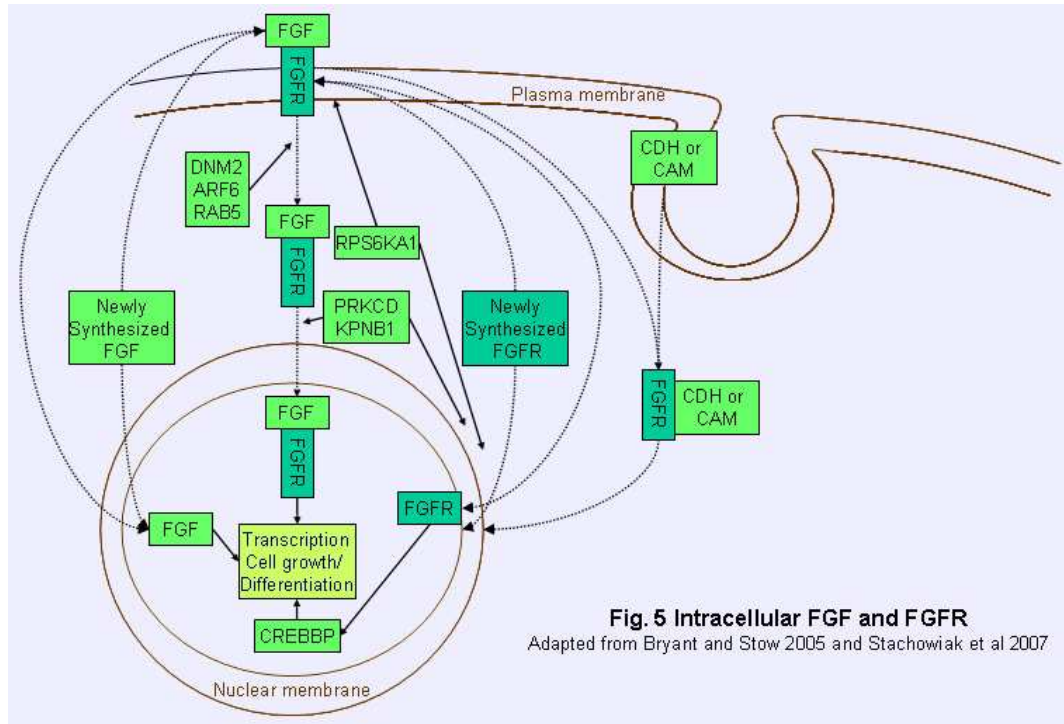 FGF
FGFR
Plasma membrane
CDH or
CAM
DNM2
ARF6
RAB5
FGF
FGFR
RPS6KA1
PRKCD
KPNB1
Newly
Synthesized
FGF
Newly
Synthesized
FGFR
FGFR
CDH or
CAM
FGF
FGFR
FGFR
FGF
Transcription
Cell growth/
Differentiation
CREBBP
Nuclear membrane
Fig. 5 Intracellular FGF and FGFR
Adapted from Bryant and Stow 2005 and Stachowiak et al 2007